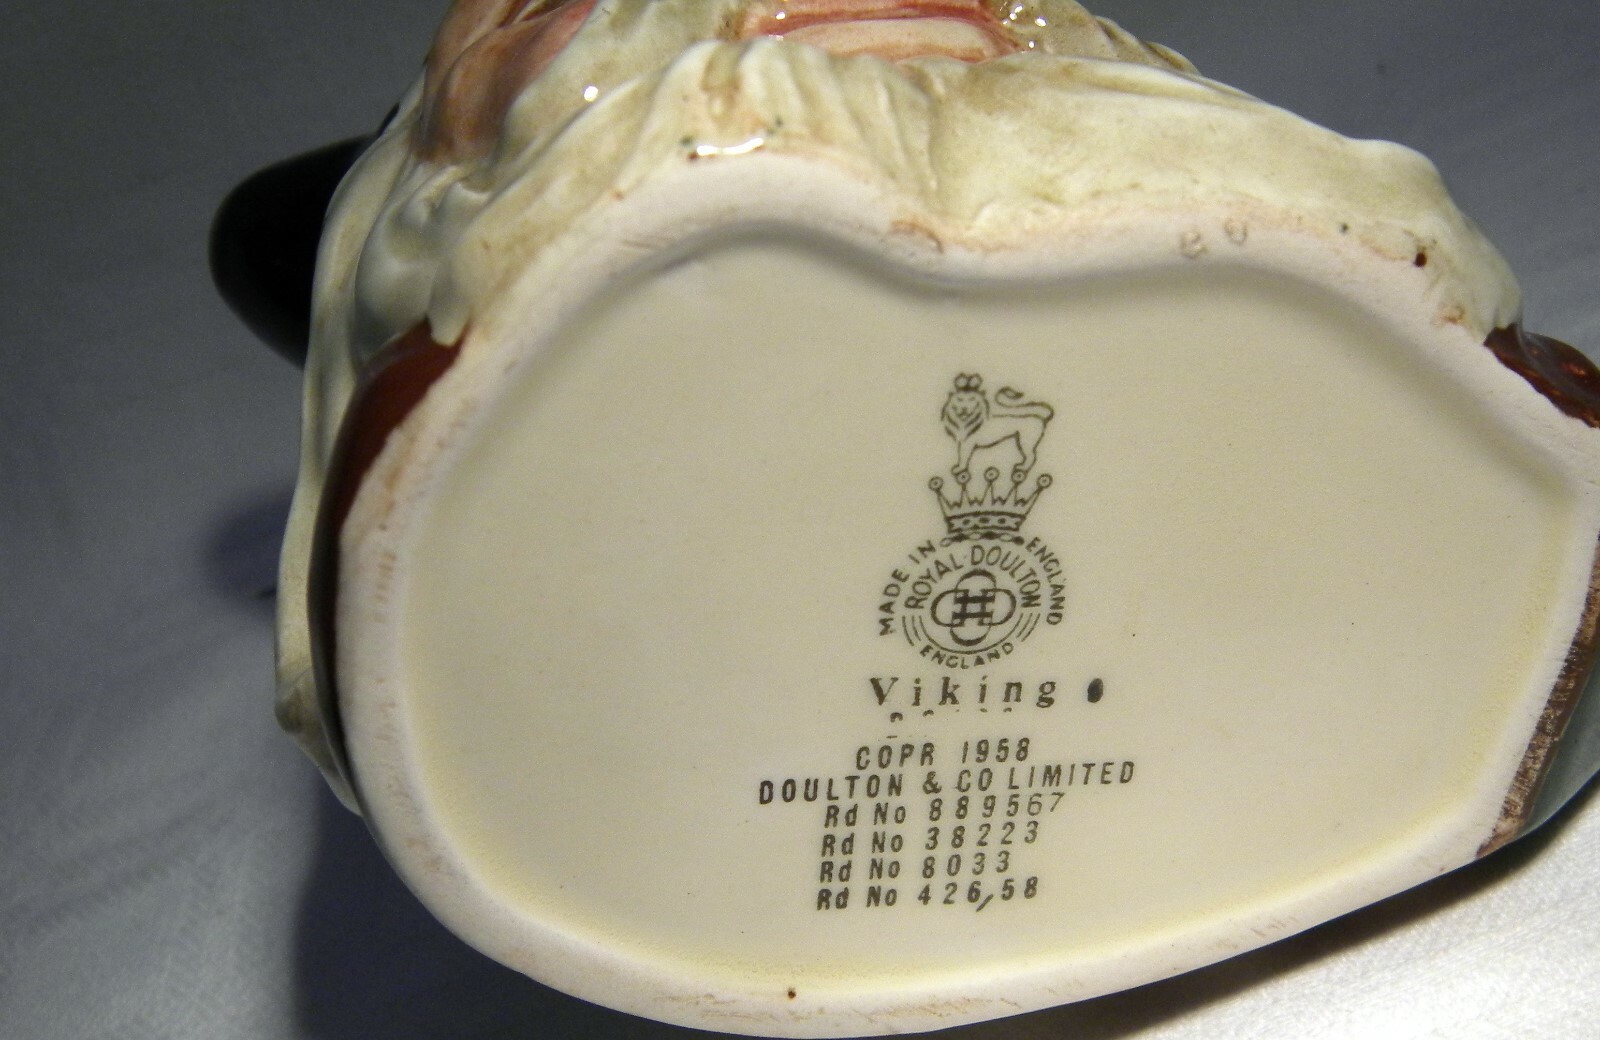 MADE IN ENGLAND
ROYAL·DOULTON
ENGLAND
Viking
COPR 1958
DOULTON & CO LIMITED
Rd No 889567
Rd No 38223
Rd No 8033
Rd No 426/58